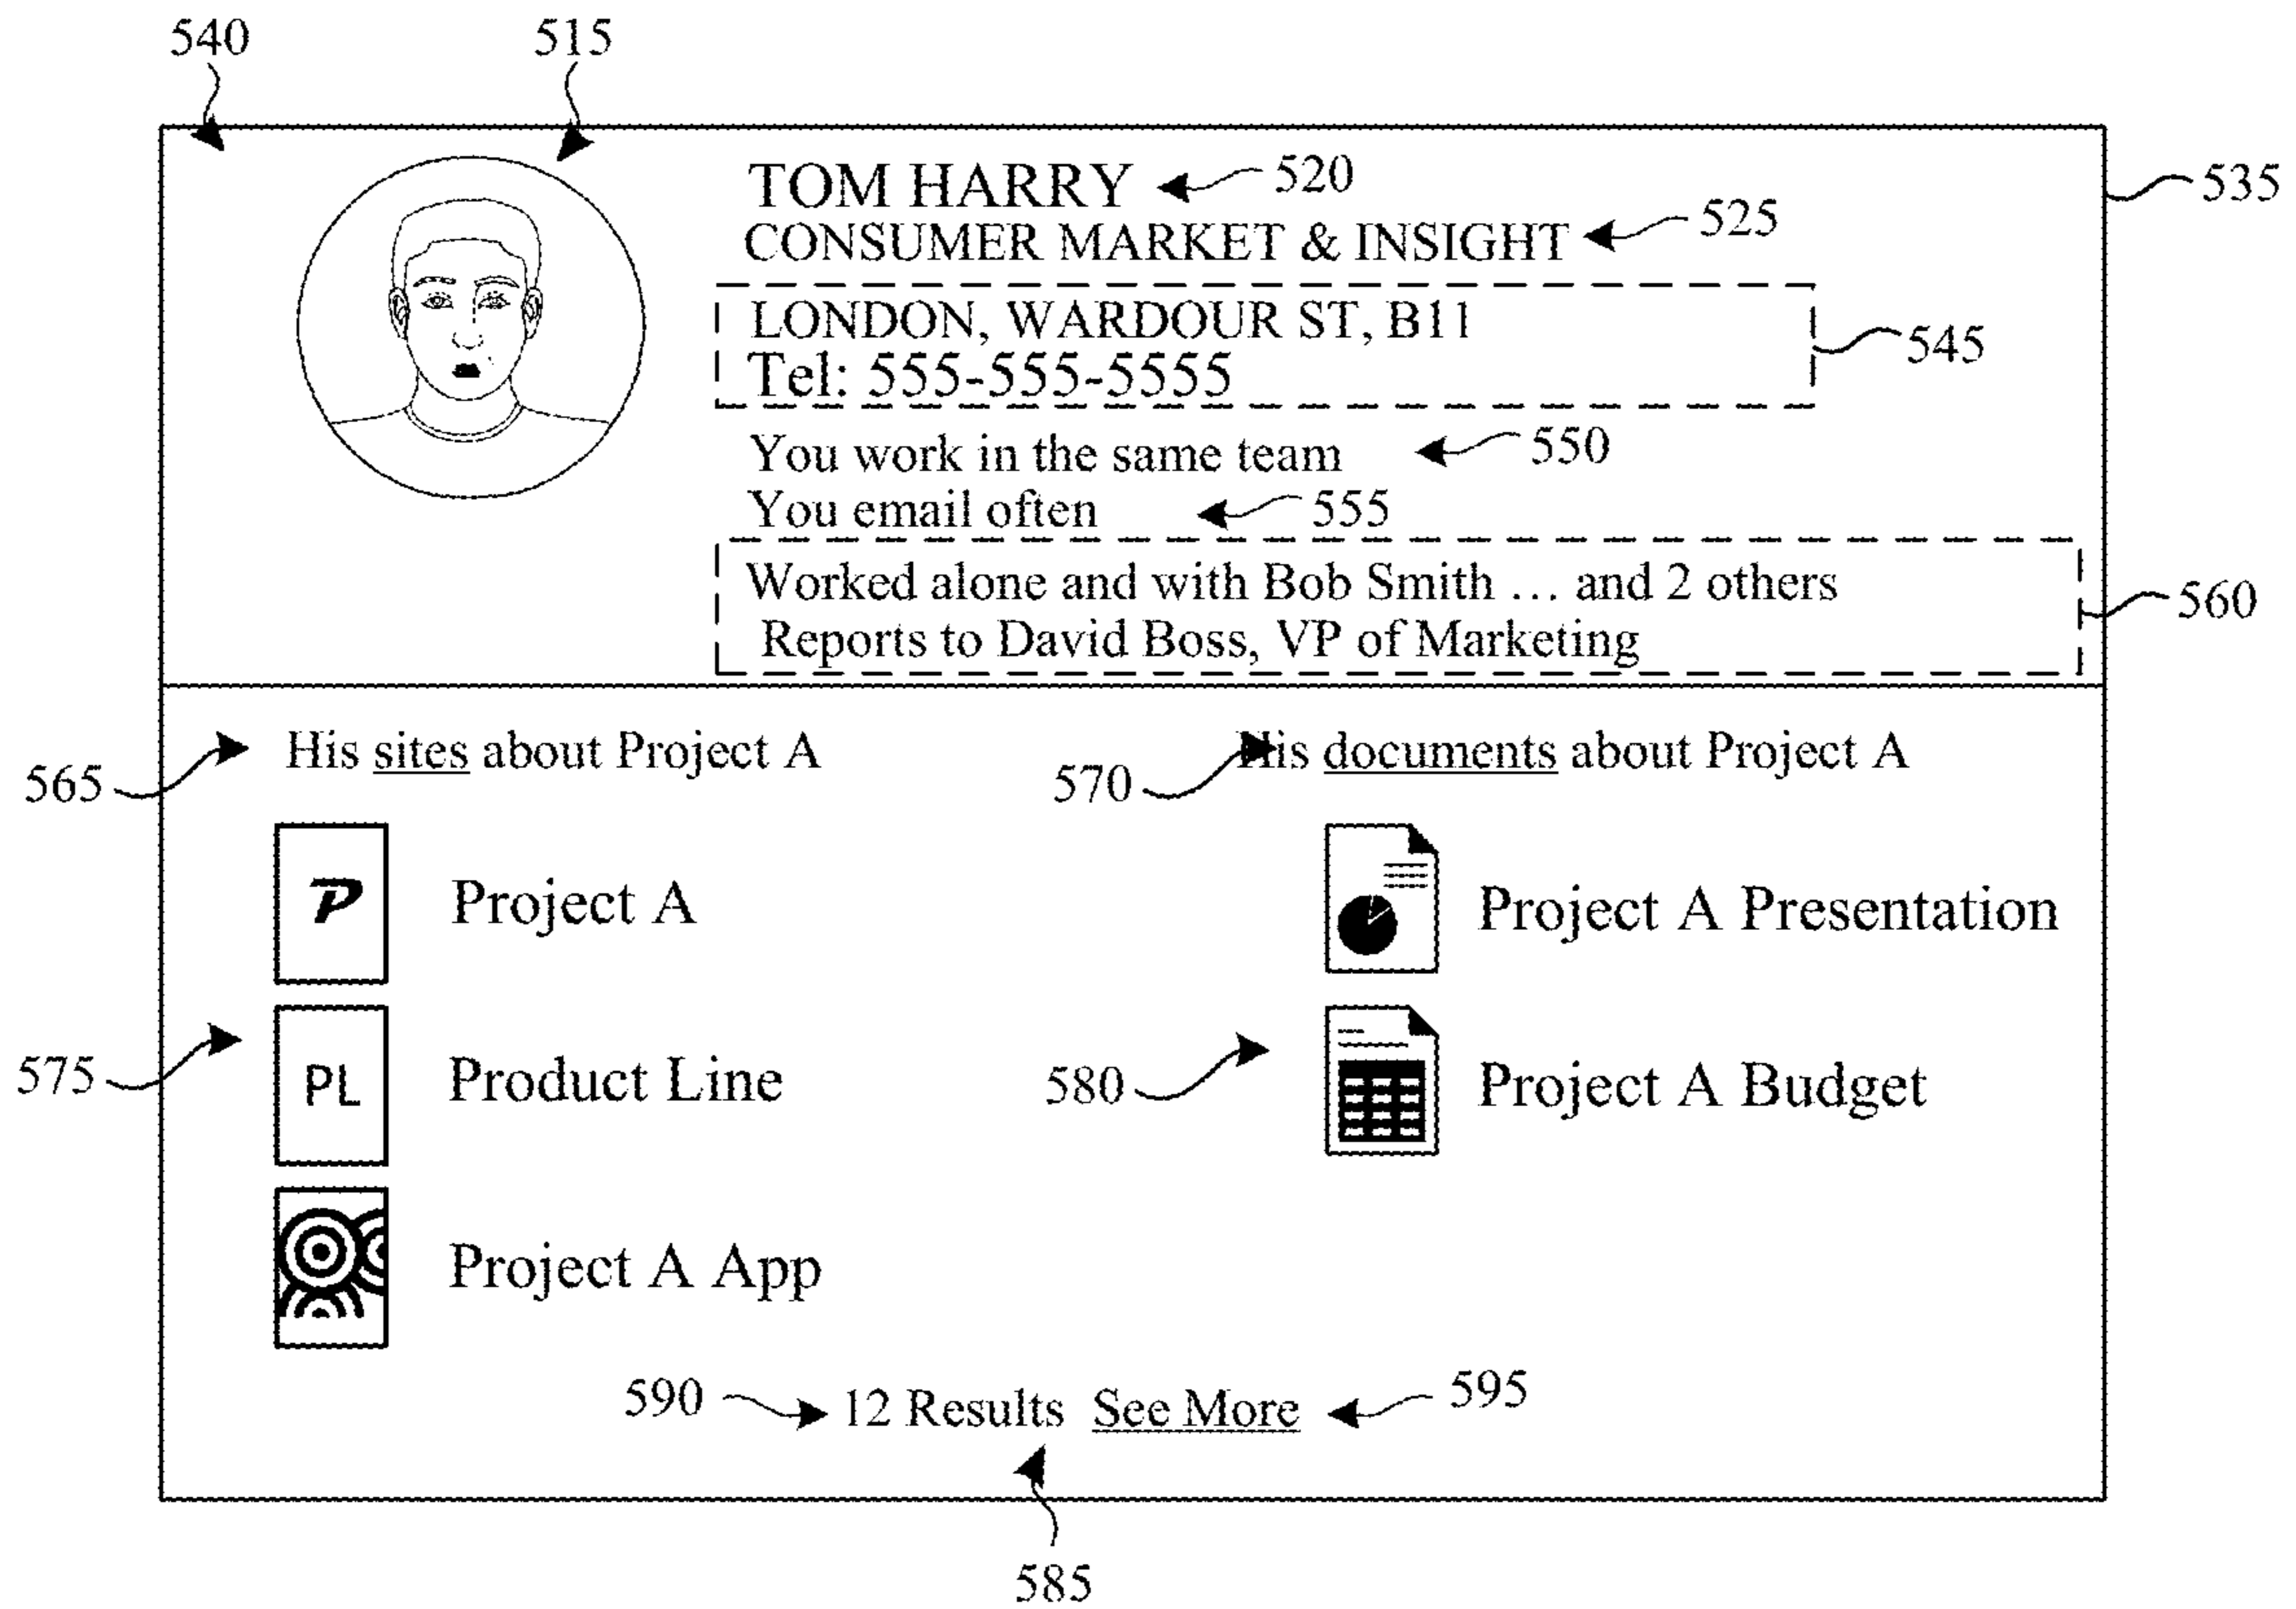 540 515
TOM HARRY 520
535
CONSUMER MARKET & INSIGHT 525
LONDON, WARDOUR ST, B11
Tel: 555-555-5555
545
You work in the same team 550
You email often 555
Worked alone and with Bob Smith ... and 2 others
Reports to David Boss, VP of Marketing
560
565 His sites about Project A
570 His documents about Project A
P Project A
Project A Presentation
575 PL Product Line
580 Project A Budget
Project A App
590 12 Results See More 595
585